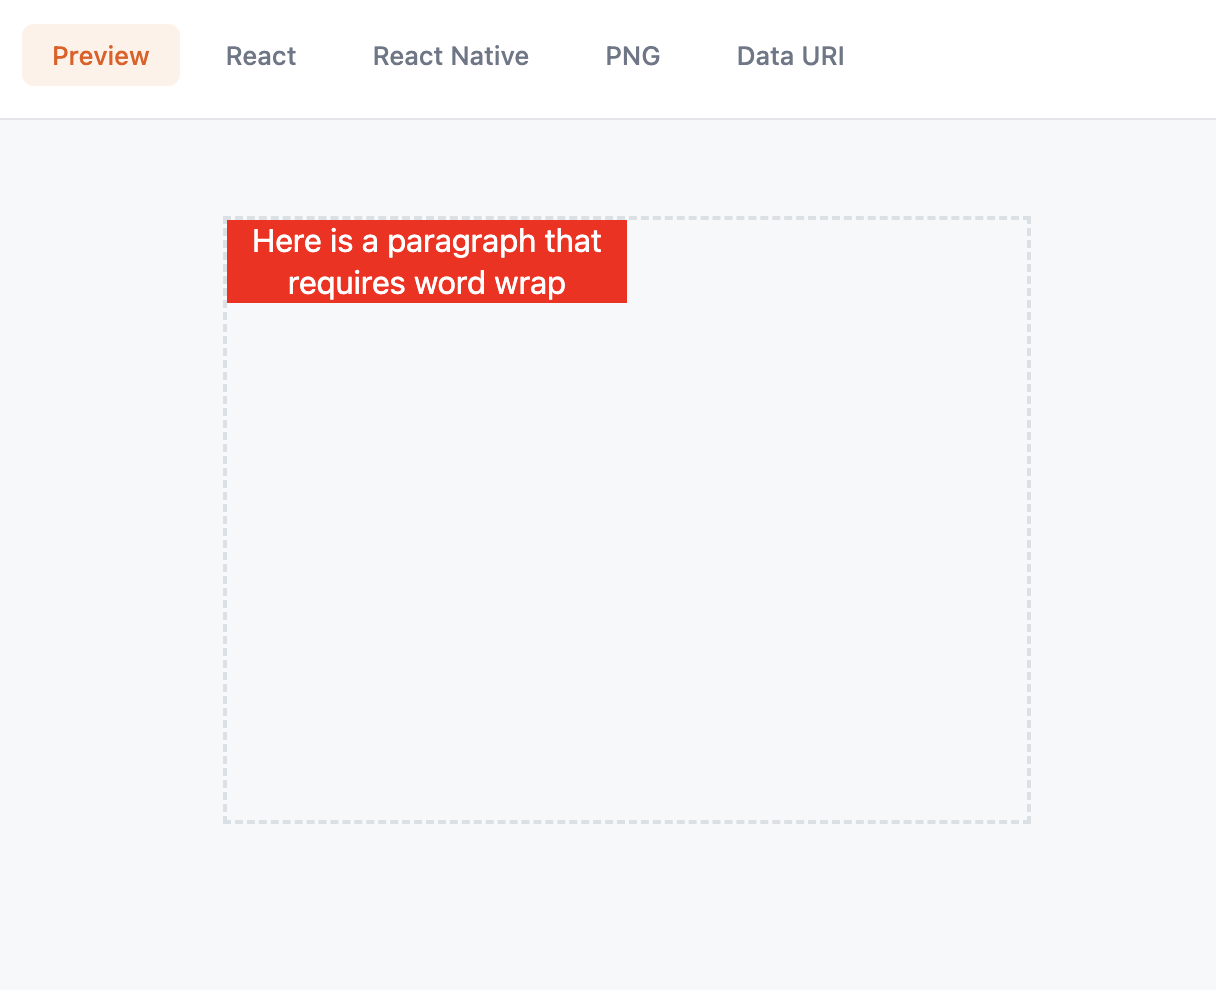 Preview React React Native PNG Data URI
Here is a paragraph that
requires word wrap